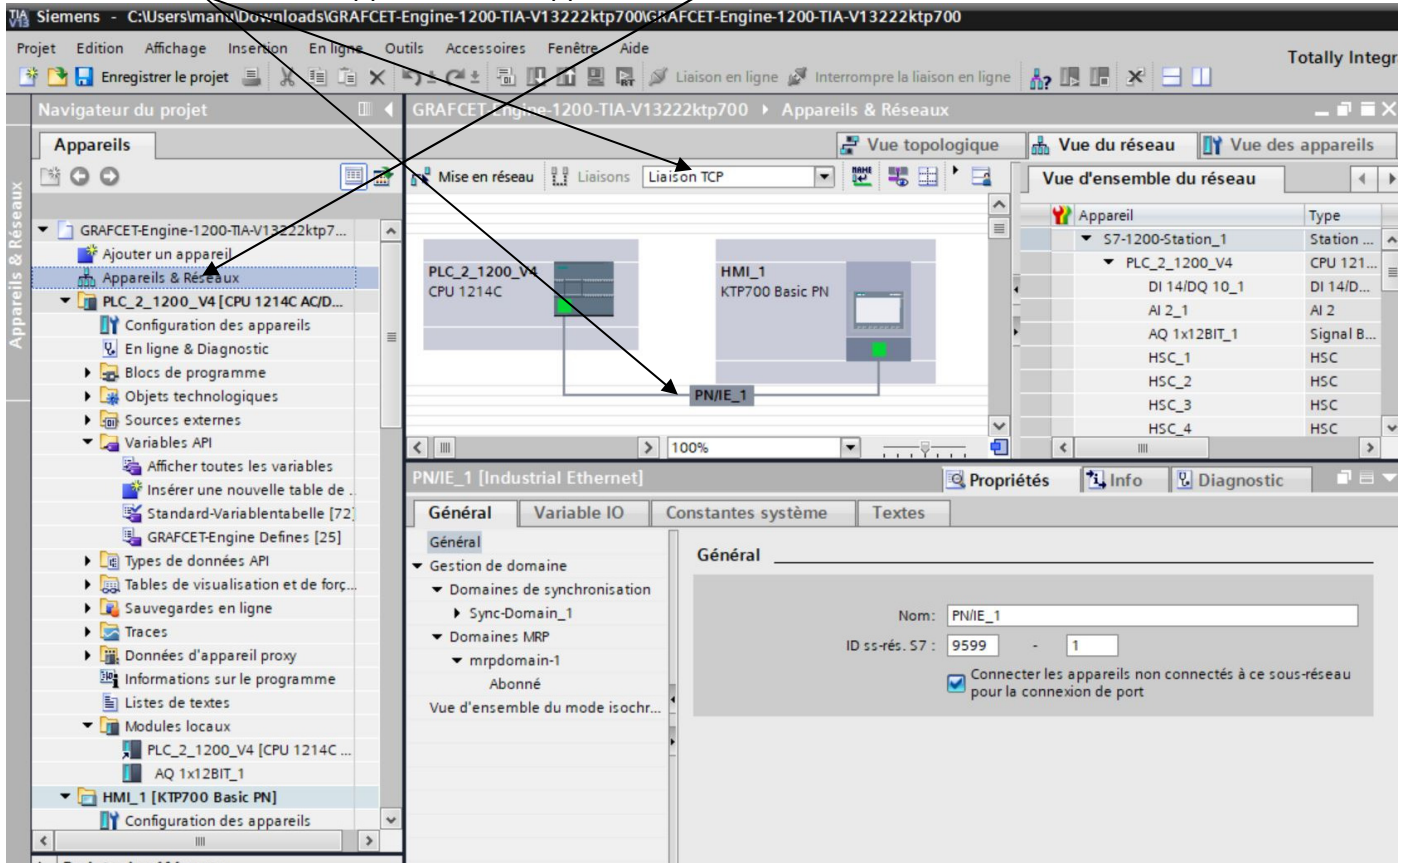 Siemens - C:\Users\manu\Downloads\GRAFCET-Engine-1200-TIA-V13222ktp700\GRAFCET-Engine-1200-TIA-V13222ktp700
Projet Edition Affichage Insertion En ligne Outils Accessoires Fenêtre Aide
Totally Integr
Enregistrer le projet Liaison en ligne Interrompre la liaison en ligne
Navigateur du projet
GRAFCET-Engine-1200-TIA-V13222ktp700 Appareils & Réseaux
Appareils
Vue topologique Vue du réseau Vue des appareils
Mise en réseau Liaisons Liaison TCP
Vue d'ensemble du réseau
Appareils & Réseaux
GRAFCET-Engine-1200-TIA-V13222ktp7...
Ajouter un appareil
Appareils & Réseaux
PLC_2_1200_V4 [CPU 1214C AC/D...
Configuration des appareils
En ligne & Diagnostic
Blocs de programme
Objets technologiques
Sources externes
Variables API
Afficher toutes les variables
Insérer une nouvelle table de ..
Standard-Variablentabelle [72]
GRAFCET-Engine Defines [25]
Types de données API
Tables de visualisation et de forç...
Sauvegardes en ligne
Traces
Données d'appareil proxy
Informations sur le programme
Listes de textes
Modules locaux
PLC_2_1200_V4 [CPU 1214C ...
AQ 1x12BIT_1
HMI_1 [KTP700 Basic PN]
Configuration des appareils
PLC_2_1200_V4
CPU 1214C
HMI_1
KTP700 Basic PN
PN/IE_1
100%
Appareil Type
S7-1200-Station_1 Station ...
PLC_2_1200_V4 CPU 121...
DI 14/DQ 10_1 DI 14/D...
AI 2_1 AI 2
AQ 1x12BIT_1 Signal B...
HSC_1 HSC
HSC_2 HSC
HSC_3 HSC
HSC_4 HSC
PN/IE_1 [Industrial Ethernet]
Propriétés Info Diagnostic
Général Variable IO Constantes système Textes
Général
Gestion de domaine
Domaines de synchronisation
Sync-Domain_1
Domaines MRP
mrpdomain-1
Abonné
Vue d'ensemble du mode isochr...
Général
Nom: PN/IE_1
ID ss-rés. S7 : 9599 - 1
Connecter les appareils non connectés à ce sous-réseau
pour la connexion de port